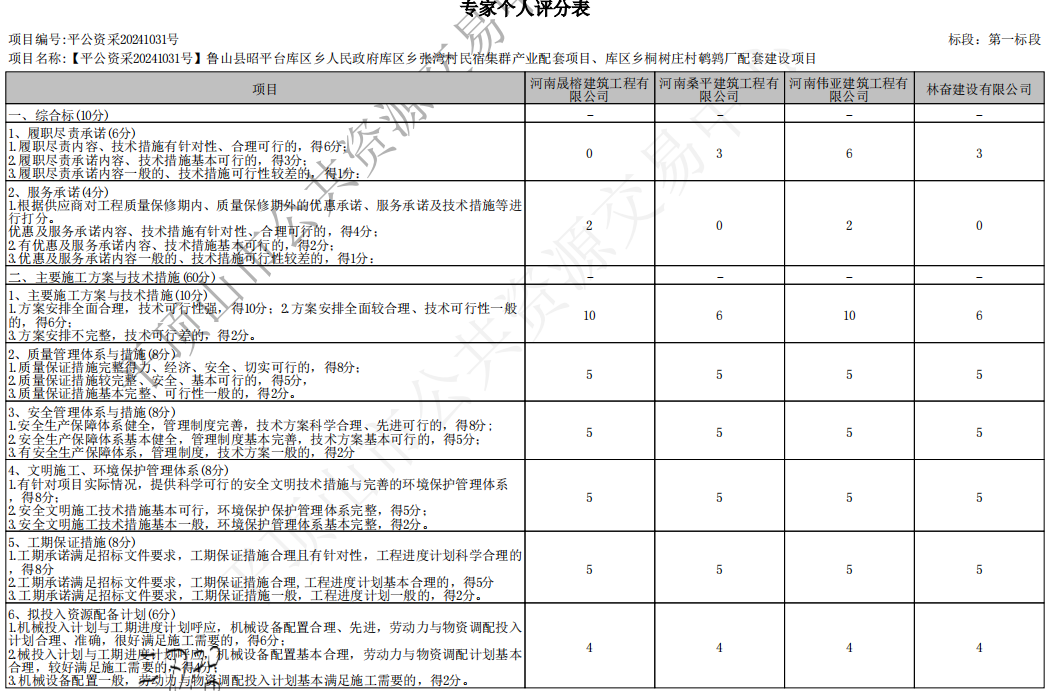 专家个人评分表
项目编号:平公资采20241031号 标段: 第一标段
项目名称:【平公资采20241031号】鲁山县昭平台库区乡人民政府库区乡张湾村民宿集群产业配套项目、库区乡桐树庄村鹌鹑厂配套建设项目
项目 河南晟榕建筑工程有限公司 河南桑平建筑工程有限公司 河南伟亚建筑工程有限公司 林奋建设有限公司
一、综合标(10分) - - - -
1、履职尽责承诺(6分)
1.履职尽责内容、技术措施有针对性、合理可行的，得6分;
2.履职尽责承诺内容、技术措施基本可行的，得3分;
3.履职尽责承诺内容一般的、技术措施可行性较差的，得1分;
0 3 6 3
2、服务承诺(4分)
1.根据供应商对工程质量保修期内、质量保修期外的优惠承诺、服务承诺及技术措施等进
行打分。
优惠及服务承诺内容、技术措施有针对性、合理可行的，得4分;
2.有优惠及服务承诺内容、技术措施基本可行的，得2分;
3.优惠及服务承诺内容一般的、技术措施可行性较差的，得1分:
2 0 2 0
二、主要施工方案与技术措施(60分) - - - -
1、主要施工方案与技术措施(10分)
1.方案安排全面合理，技术可行性强，得10分; 2.方案安排全面较合理、技术可行性一般
的，得6分;
3.方案安排不完整，技术可行差的，得2分。
10 6 10 6
2、质量管理体系与措施(8分)
1.质量保证措施完整得力、经济、安全、切实可行的，得8分;
2.质量保证措施较完整、安全、基本可行的，得5分，
3.质量保证措施基本完整、可行性一般的，得2分。
5 5 5 5
3、安全管理体系与措施(8分)
1.安全生产保障体系健全，管理制度完善，技术方案科学合理、先进可行的，得8分;
2.安全生产保障体系基本健全，管理制度基本完善，技术方案基本可行的，得5分;
3.有安全生产保障体系，管理制度，技术方案一般的，得2分
5 5 5 5
4、文明施工、环境保护管理体系(8分)
1.有针对项目实际情况，提供科学可行的安全文明技术措施与完善的环境保护管理体系
，得8分;
2.安全文明施工技术措施基本可行，环境保护保护管理体系完整，得5分;
3.安全文明施工技术措施基本一般，环境保护管理体系基本完整，得2分。
5 5 5 5
5、工期保证措施(8分)
1.工期承诺满足招标文件要求，工期保证措施合理且有针对性，工程进度计划科学合理的
，得8分
2.工期承诺满足招标文件要求，工期保证措施合理,工程进度计划基本合理的，得5分
3.工期承诺满足招标文件要求，工期保证措施一般，工程进度计划一般的，得2分。
5 5 5 5
6、拟投入资源配备计划(6分)
1.机械投入计划与工期进度计划呼应，机械设备配置合理、先进，劳动力与物资调配投入
计划合理、准确，很好满足施工需要的，得6分;
2.械投入计划与工期进度计划呼应，机械设备配置基本合理，劳动力与物资调配计划基本
合理，较好满足施工需要的，得4分;
3.机械设备配置一般，劳动力与物资调配投入计划基本满足施工需要的，得2分。
4 4 4 4
平顶山市公共资源交易中